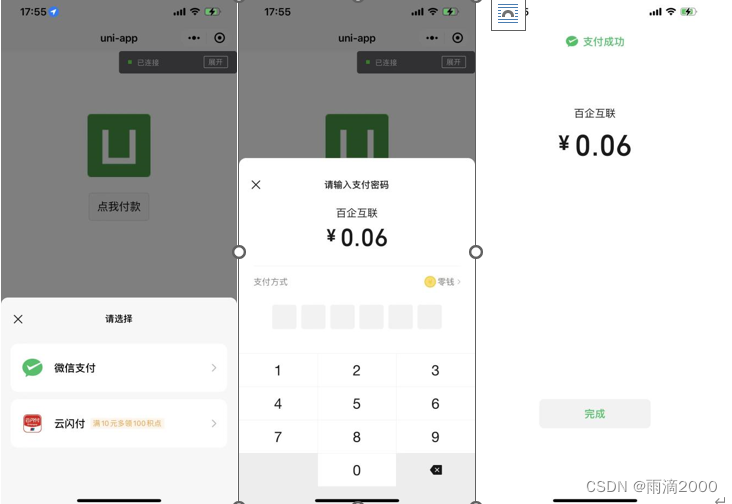 17:55
uni-app
已连接
展开
点我付款
请选择
微信支付
云闪付 满10元多领100积点
17:55
uni-app
已连接
展开
请输入支付密码
百企互联
¥0.06
支付方式
零钱
1 2 3
4 5 6
7 8 9
0
5
支付成功
百企互联
¥0.06
完成
CSDN @雨滴2000